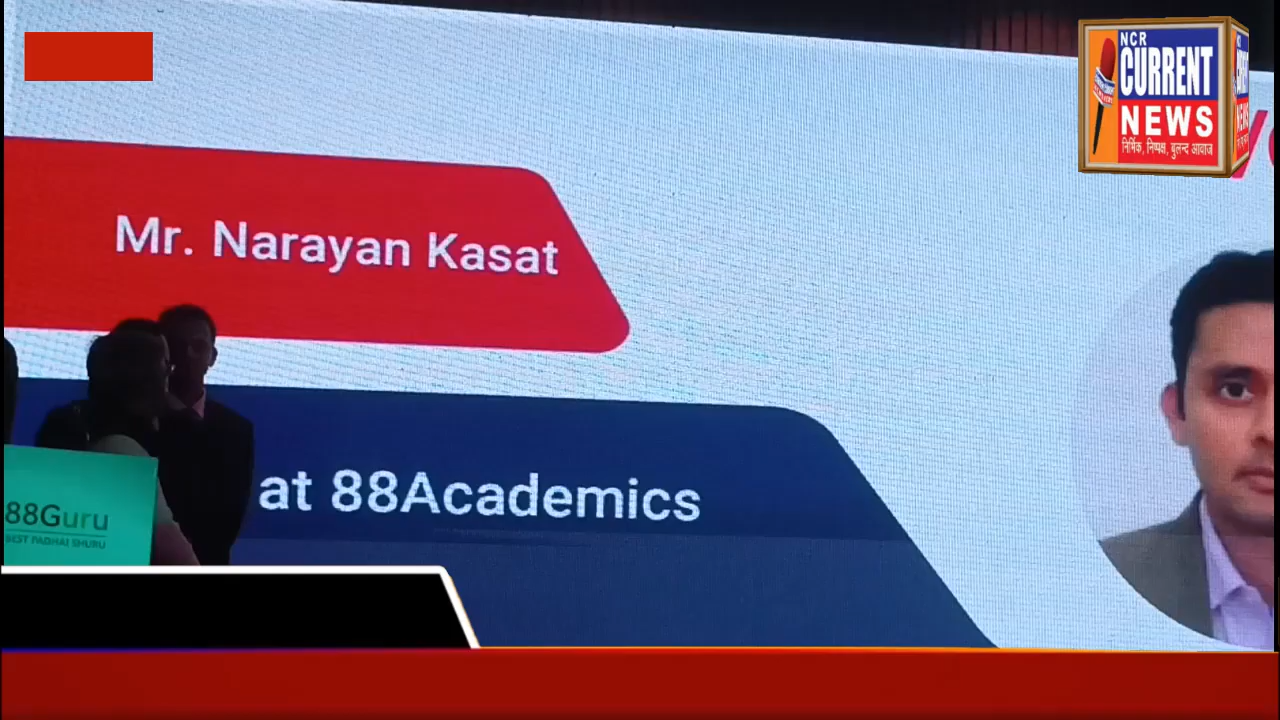 NCR
CURRENT
NEWS
निर्भिक, निष्पक्ष, बुलन्द आवाज
Mr. Narayan Kasat
at 88Academics
88Guru
BEST PADHAI SHURU